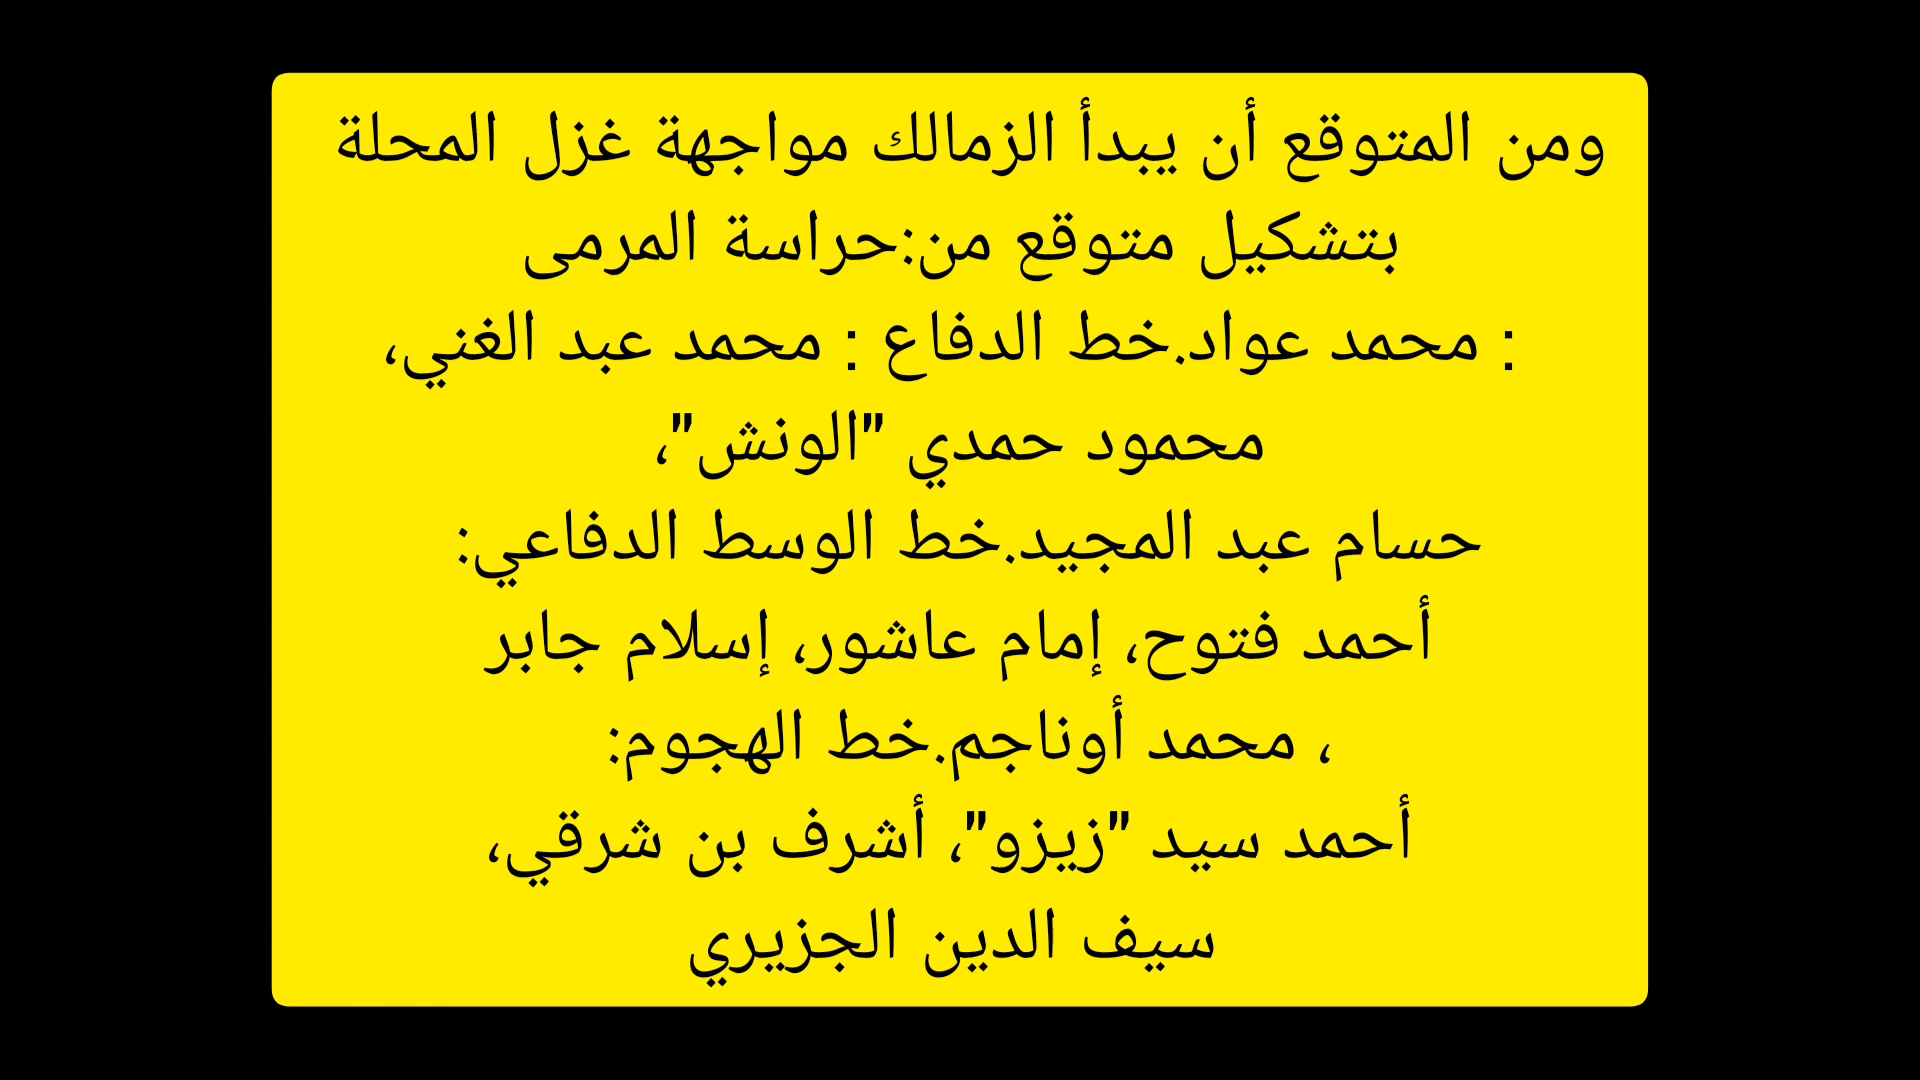 ومن المتوقع أن يبدأ الزمالك مواجهة غزل المحلة
بتشكيل متوقع من:حراسة المرمى
: محمد عواد.خط الدفاع : محمد عبد الغني،
محمود حمدي "الونش"،
حسام عبد المجيد.خط الوسط الدفاعي:
أحمد فتوح، إمام عاشور، إسلام جابر
، محمد أوناجم.خط الهجوم:
أحمد سيد "زيزو"، أشرف بن شرقي،
سيف الدين الجزيري